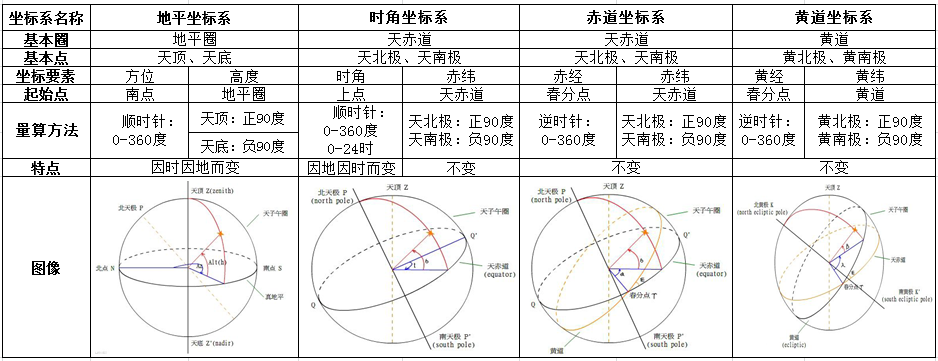 坐标系名称 地平坐标系 时角坐标系 赤道坐标系 黄道坐标系
基本圈 地平圈 天赤道 天赤道 黄道
基本点 天顶、天底 天北极、天南极 天北极、天南极 黄北极、黄南极
坐标要素 方位 高度 时角 赤纬 赤经 赤纬 黄经 黄纬
起始点 南点 地平圈 上点 天赤道 春分点 天赤道 春分点 黄道
量算方法
顺时针：
0-360度
天顶：正90度
天底：负90度
顺时针：
0-360度
0-24时
天北极：正90度
天南极：负90度
逆时针：
0-360度
天北极：正90度
天南极：负90度
逆时针：
0-360度
黄北极：正90度
黄南极：负90度
特点 因时因地而变 因地因时而变 不变 不变 不变
图像
天顶 Z(zenith)
北天极 P
天子午圈
Alt(h)
北点 N
南点 S
真地平
天底 Z'(nadir)
天顶 Z
北天极 P
(north pole)
天子午圈
Q'
δ
t
天赤道
(equator)
Q
南天极 P'
(south pole)
天顶 Z
北天极 P
(north pole)
天子午圈
Q'
δ
α
天赤道
(equator)
春分点 ♈
Q
南天极 P'
(south pole)
黄道
天顶 Z
北黄极 K
(north ecliptic pole)
天子午圈
β
λ
天赤道
春分点 ♈
南黄极 K'
(south ecliptic pole)
黄道
(ecliptic)